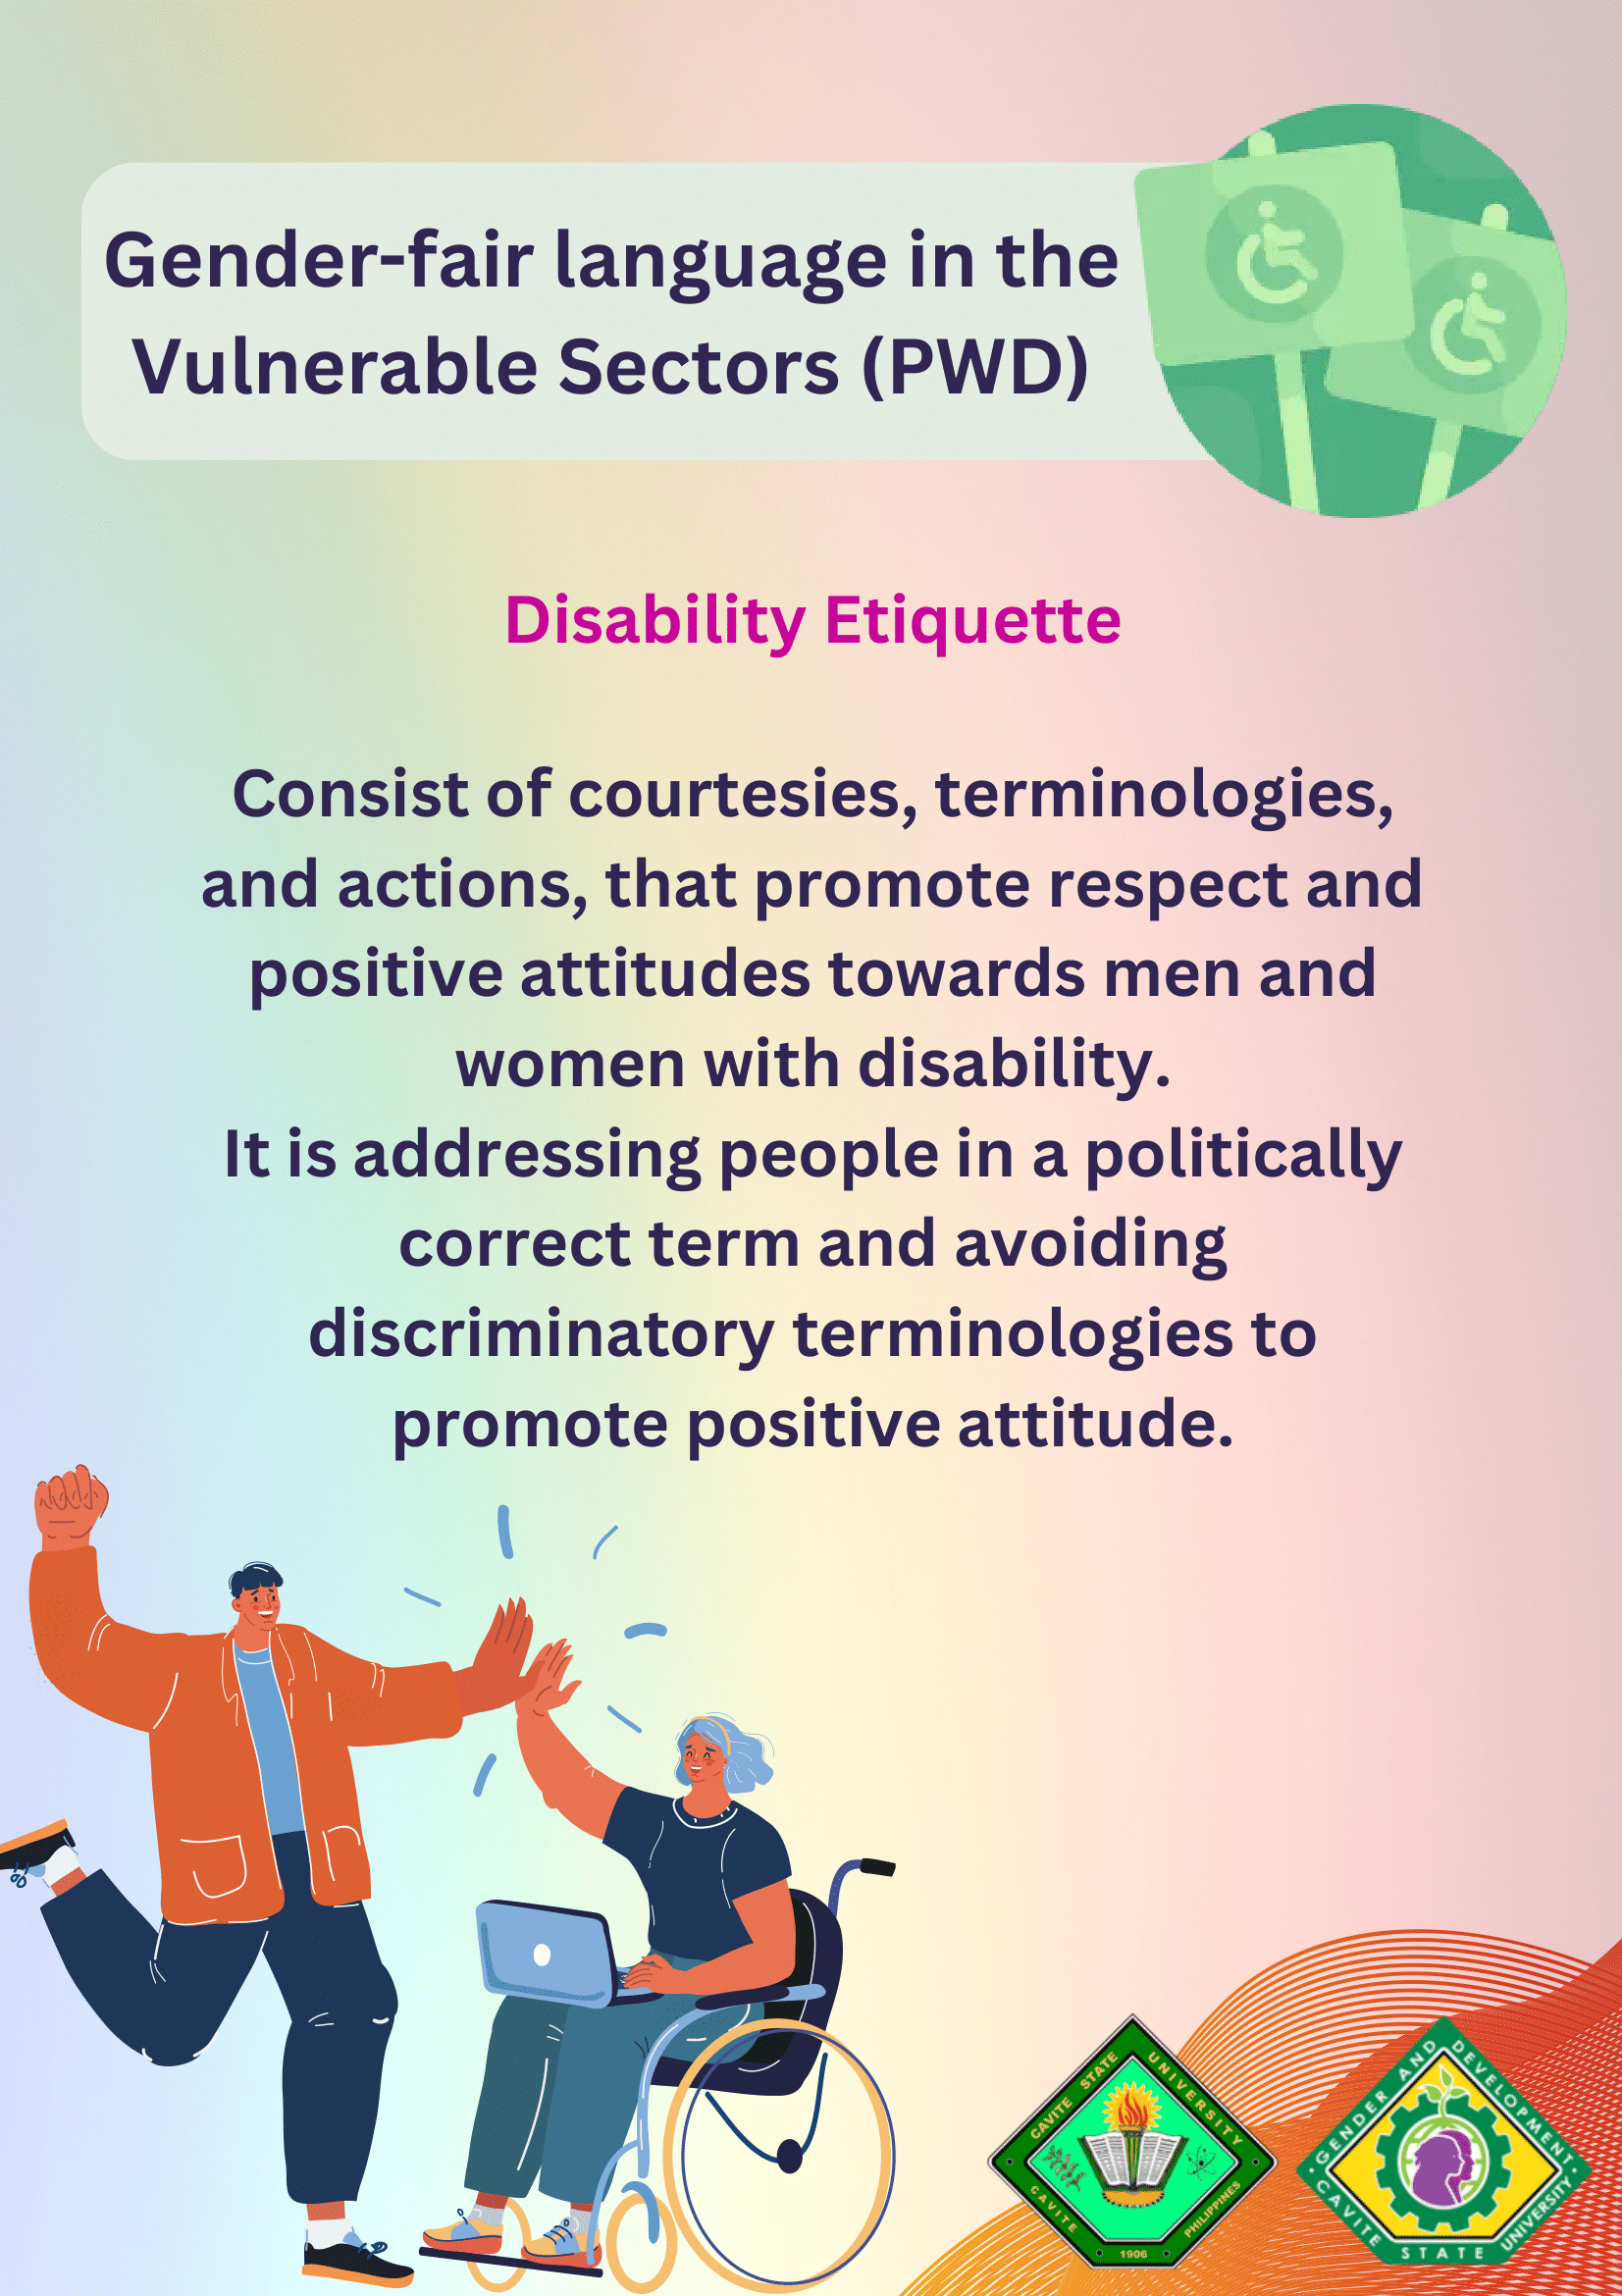 Gender-fair language in the
Vulnerable Sectors (PWD)
Disability Etiquette
Consist of courtesies, terminologies,
and actions, that promote respect and
positive attitudes towards men and
women with disability.
It is addressing people in a politically
correct term and avoiding
discriminatory terminologies to
promote positive attitude.
CAVITE STATE UNIVERSITY
CAVITE
PHILIPPINES
1906
GENDER AND DEVELOPMENT
CAVITE STATE UNIVERSITY